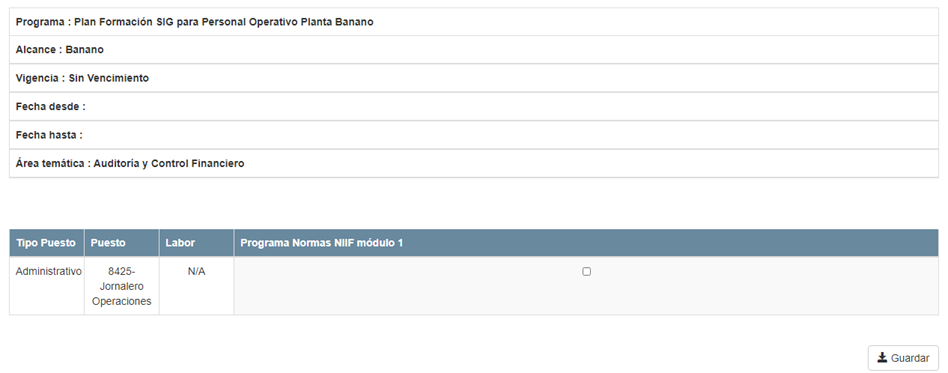 Programa : Plan Formación SIG para Personal Operativo Planta Banano
Alcance : Banano
Vigencia : Sin Vencimiento
Fecha desde :
Fecha hasta :
Área temática : Auditoría y Control Financiero
Tipo Puesto Puesto Labor Programa Normas NIIF módulo 1
Administrativo 8425- N/A
Jornalero
Operaciones
Guardar